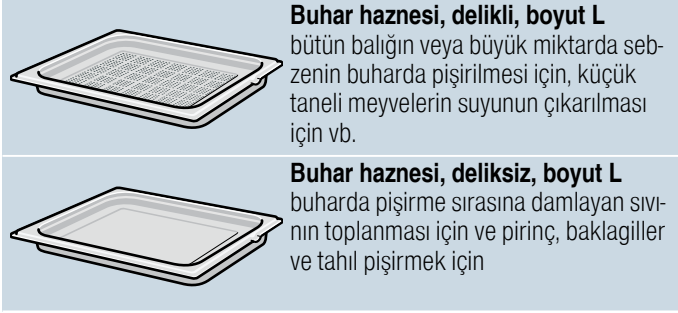 Buhar haznesi, delikli, boyut L
bütün balığın veya büyük miktarda seb-
zenin buharda pişirilmesi için, küçük
taneli meyvelerin suyunun çıkarılması
için vb.
Buhar haznesi, deliksiz, boyut L
buharda pişirme sırasına damlayan sıvı-
nın toplanması için ve pirinç, baklagiller
ve tahıl pişirmek için